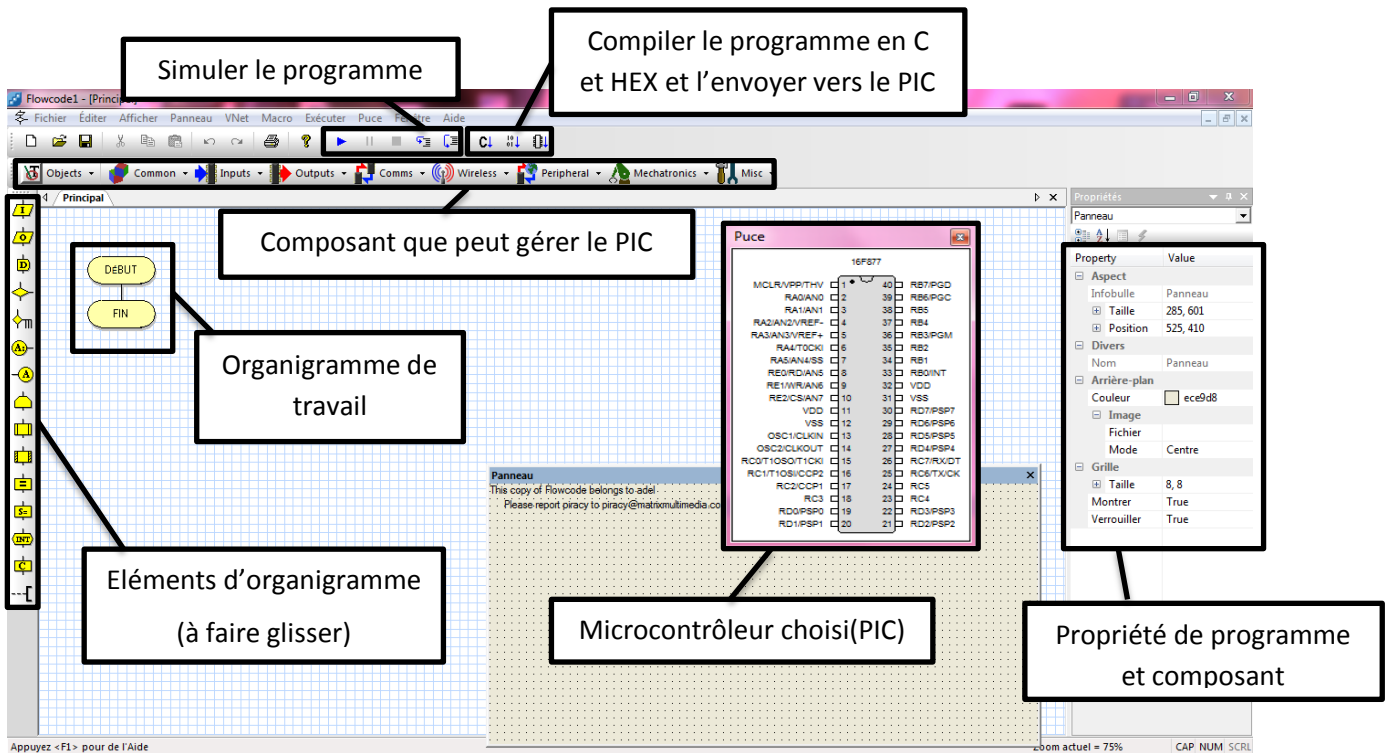 Simuler le programme
Compiler le programme en C
et HEX et l'envoyer vers le PIC
Flowcode1 - [Princip
Fichier Éditer Afficher Panneau VNet Macro Exécuter Puce Fenêtre Aide
Objects Common Inputs Outputs Comms Wireless Peripheral Mechatronics Misc
Principal
Composant que peut gérer le PIC
DéBUT
FIN
Organigramme de
travail
Eléments d'organigramme
(à faire glisser)
Puce
16F877
MCLR/VPP/THV 1 40 RB7/PGD
RA0/AN0 2 39 RB6/PGC
RA1/AN1 3 38 RB5
RA2/AN2/VREF- 4 37 RB4
RA3/AN3/VREF+ 5 36 RB3/PGM
RA4/T0CKI 6 35 RB2
RA5/AN4/SS 7 34 RB1
RE0/RD/AN5 8 33 RB0/INT
RE1/WR/AN6 9 32 VDD
RE2/CS/AN7 10 31 VSS
VDD 11 30 RD7/PSP7
VSS 12 29 RD6/PSP6
OSC1/CLKIN 13 28 RD5/PSP5
OSC2/CLKOUT 14 27 RD4/PSP4
RC0/T1OSO/T1CKI 15 26 RC7/RX/DT
RC1/T1OSI/CCP2 16 25 RC6/TX/CK
RC2/CCP1 17 24 RC5
RC3 18 23 RC4
RD0/PSP0 19 22 RD3/PSP3
RD1/PSP1 20 21 RD2/PSP2
Panneau
This copy of Flowcode belongs to adel
Please report piracy to piracy@matrixmultimedia.co
Microcontrôleur choisi(PIC)
Propriétés
Panneau
Property Value
Aspect
Infobulle Panneau
Taille 285, 601
Position 525, 410
Divers
Nom Panneau
Arrière-plan
Couleur ece9d8
Image
Fichier
Mode Centre
Grille
Taille 8, 8
Montrer True
Verrouiller True
Propriété de programme
et composant
Appuyez <F1> pour de l'Aide
oom actuel = 75% CAP NUM SCRL